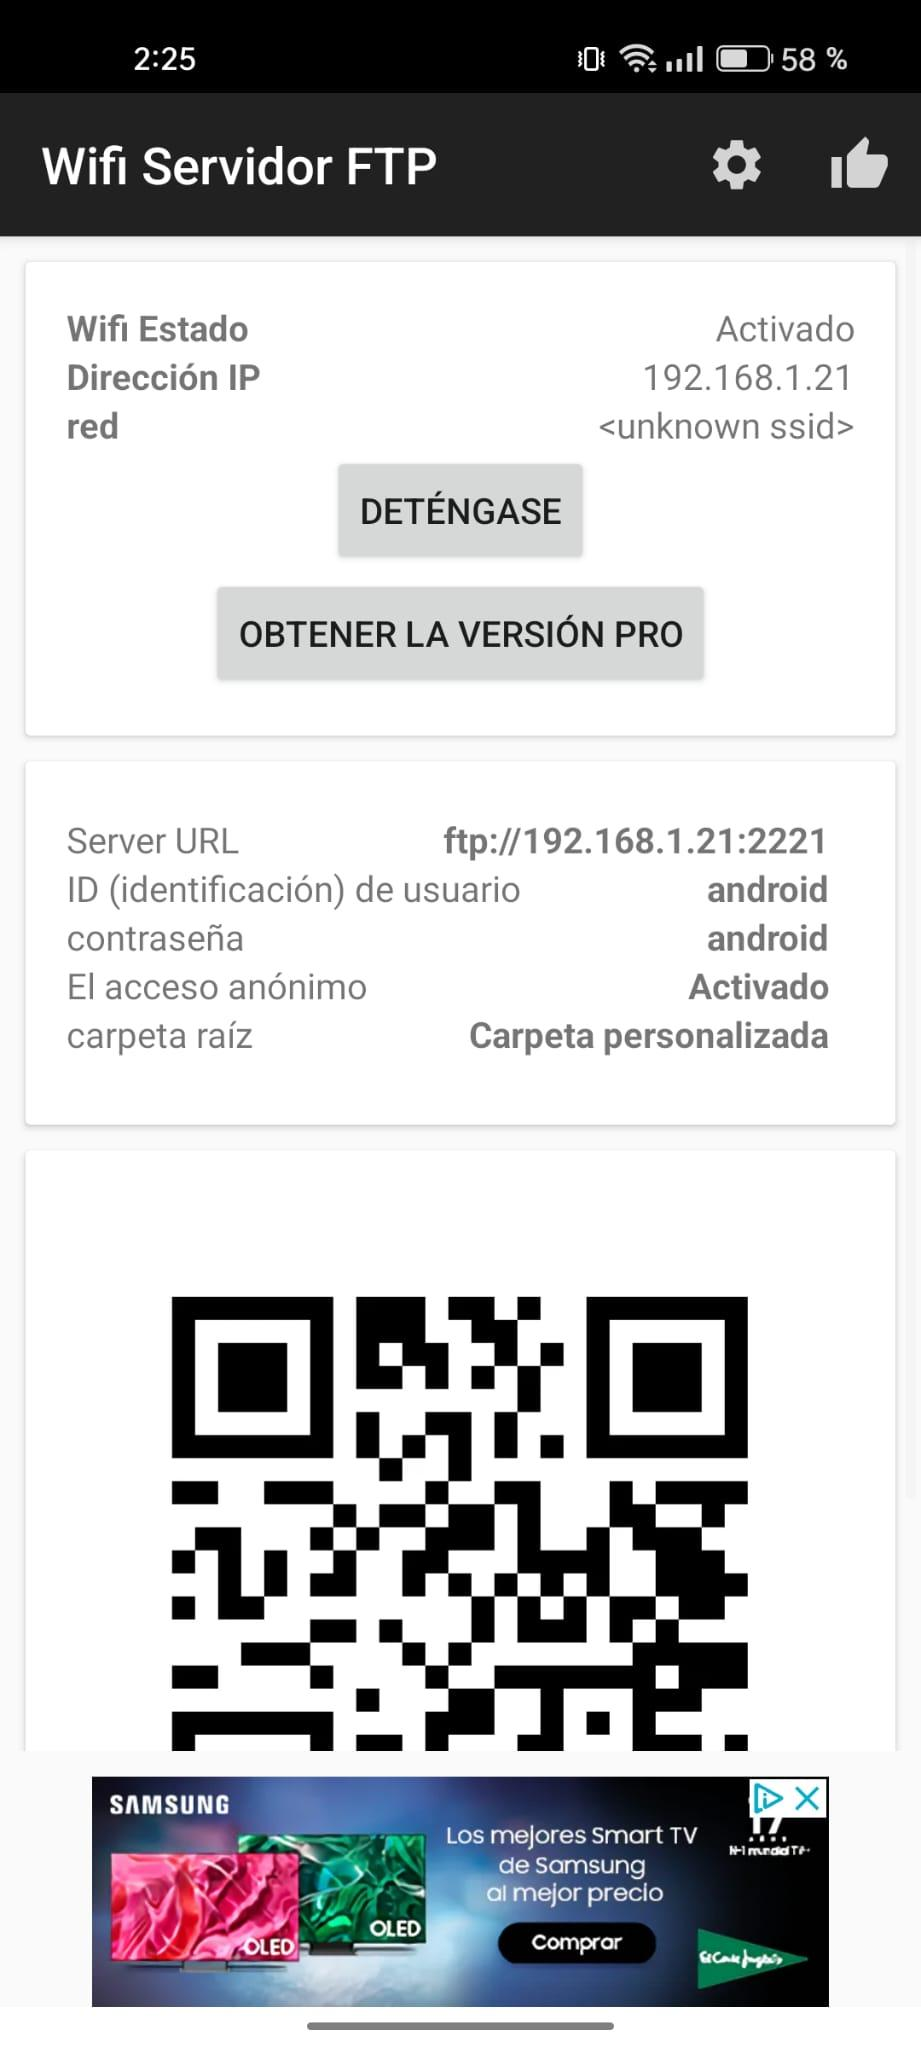 2:25
58 %
Wifi Servidor FTP
Wifi Estado Activado
Dirección IP 192.168.1.21
red <unknown ssid>
DETÉNGASE
OBTENER LA VERSIÓN PRO
Server URL ftp://192.168.1.21:2221
ID (identificación) de usuario android
contraseña android
El acceso anónimo Activado
carpeta raíz Carpeta personalizada
SAMSUNG
Los mejores Smart TV
de Samsung
al mejor precio
Comprar
OLED
OLED
El Corte Inglés